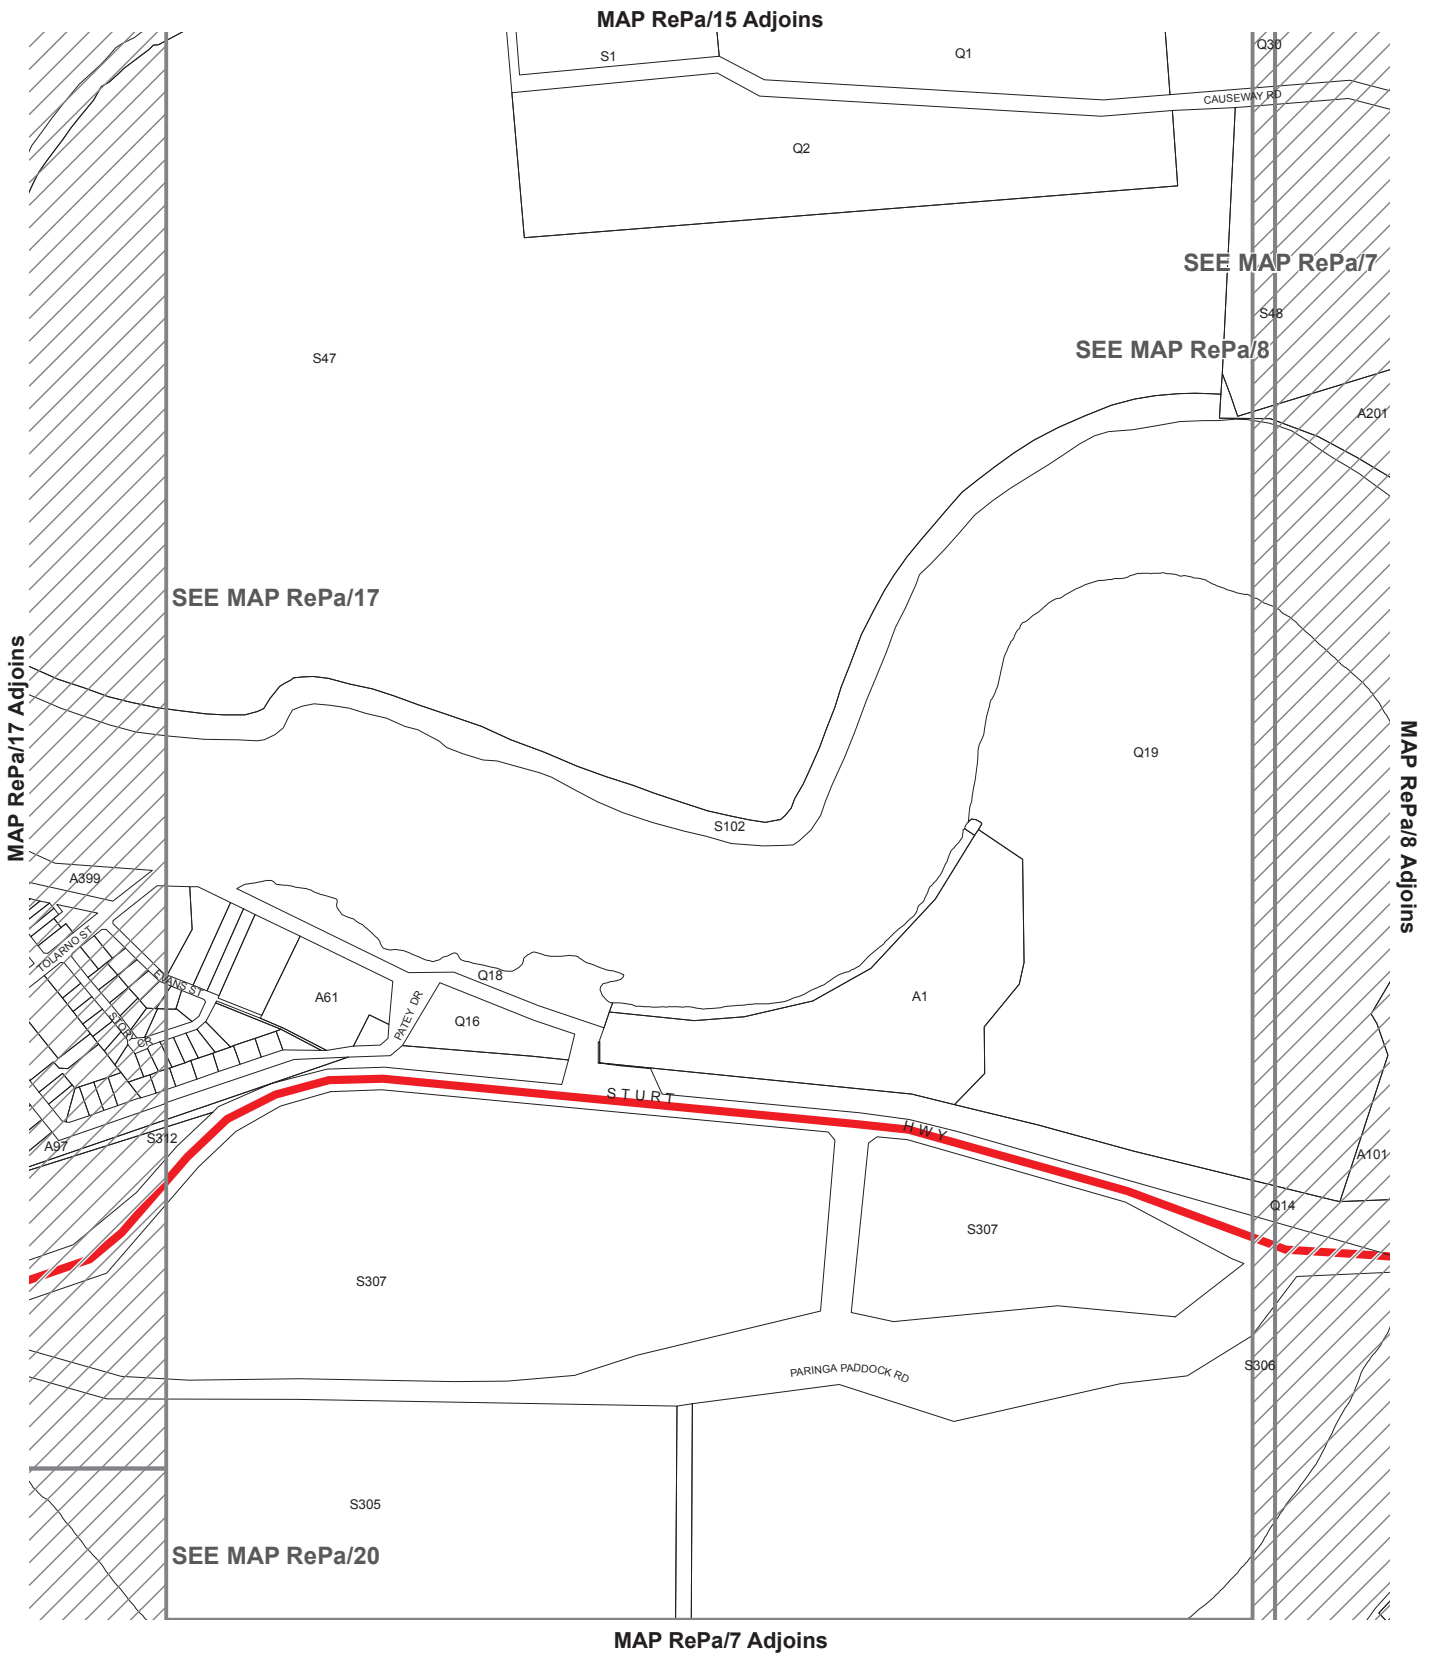 MAP RePa/15 Adjoins
S1
Q1
Q30
CAUSEWAY RD
Q2
SEE MAP RePa/7
S48
SEE MAP RePa/8
S47
A201
SEE MAP RePa/17
MAP RePa/17 Adjoins
MAP RePa/8 Adjoins
Q19
S102
A399
TOLARNO ST
EVANS ST
STORY CR
Q18
A61
PATEY DR
Q16
A1
STURT
HWY
A97
S312
A101
Q14
S307
S307
PARINGA PADDOCK RD
S306
S305
SEE MAP RePa/20
MAP RePa/7 Adjoins